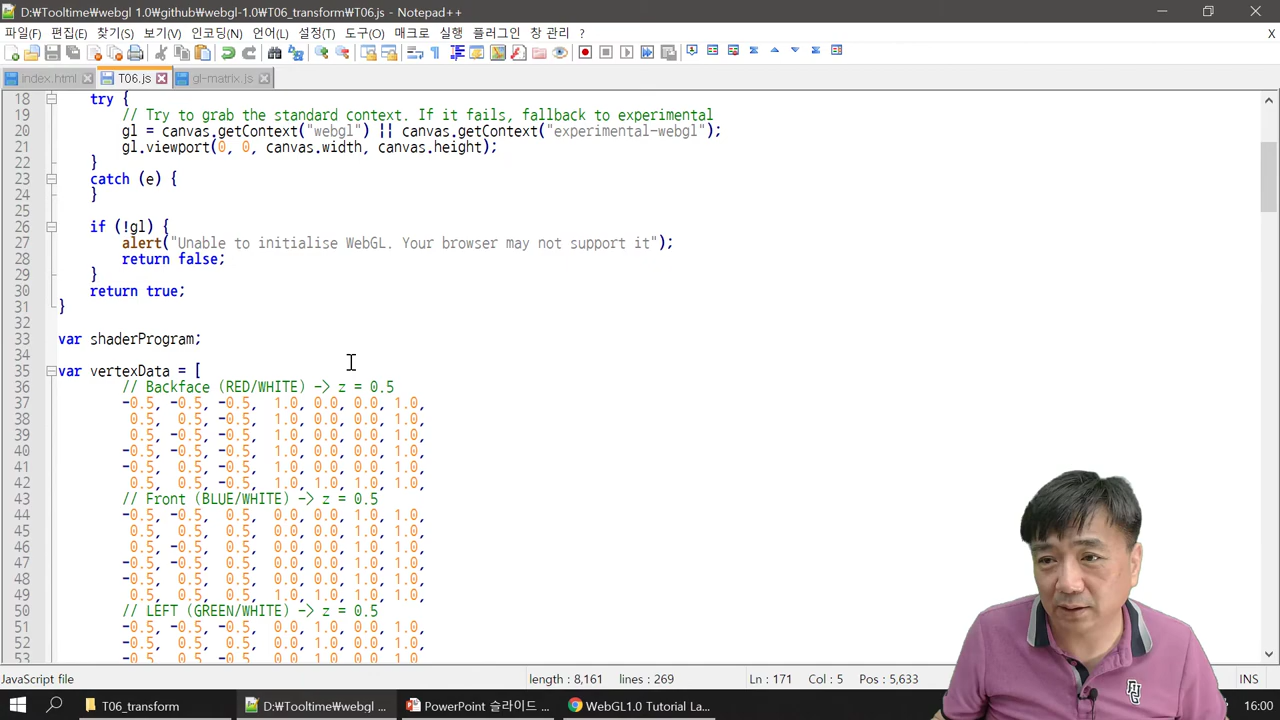 D:₩Tooltime₩webgl 1.0₩github₩webgl-1.0₩T06_transform₩T06.js - Notepad++
파일(F) 편집(E) 찾기(S) 보기(V) 인코딩(N) 언어(L) 설정(T) 도구(O) 매크로 실행 플러그인 창 관리 ? X
index.html T06.js gl-matrix.js
18 try {
19 // Try to grab the standard context. If it fails, fallback to experimental
20 gl = canvas.getContext("webgl") || canvas.getContext("experimental-webgl");
21 gl.viewport(0, 0, canvas.width, canvas.height);
22 }
23 catch (e) {
24 }
25
26 if (!gl) {
27 alert("Unable to initialise WebGL. Your browser may not support it");
28 return false;
29 }
30 return true;
31 }
32
33 var shaderProgram;
34
35 var vertexData = [
36 // Backface (RED/WHITE) -> z = 0.5
37 -0.5, -0.5, -0.5, 1.0, 0.0, 0.0, 1.0,
38 0.5, 0.5, -0.5, 1.0, 0.0, 0.0, 1.0,
39 0.5, -0.5, -0.5, 1.0, 0.0, 0.0, 1.0,
40 -0.5, -0.5, -0.5, 1.0, 0.0, 0.0, 1.0,
41 -0.5, 0.5, -0.5, 1.0, 0.0, 0.0, 1.0,
42 0.5, 0.5, -0.5, 1.0, 1.0, 1.0, 1.0,
43 // Front (BLUE/WHITE) -> z = 0.5
44 -0.5, -0.5, 0.5, 0.0, 0.0, 1.0, 1.0,
45 0.5, 0.5, 0.5, 0.0, 0.0, 1.0, 1.0,
46 0.5, -0.5, 0.5, 0.0, 0.0, 1.0, 1.0,
47 -0.5, -0.5, 0.5, 0.0, 0.0, 1.0, 1.0,
48 -0.5, 0.5, 0.5, 0.0, 0.0, 1.0, 1.0,
49 0.5, 0.5, 0.5, 1.0, 1.0, 1.0, 1.0,
50 // LEFT (GREEN/WHITE) -> z = 0.5
51 -0.5, -0.5, -0.5, 0.0, 1.0, 0.0, 1.0,
52 -0.5, 0.5, 0.5, 0.0, 1.0, 0.0, 1.0,
53
JavaScript file length : 8,161 lines : 269 Ln : 171 Col : 5 Pos : 5,633 INS
T06_transform D:₩Tooltime₩webgl ... PowerPoint 슬라이드 ... WebGL1.0 Tutorial La... 16:00